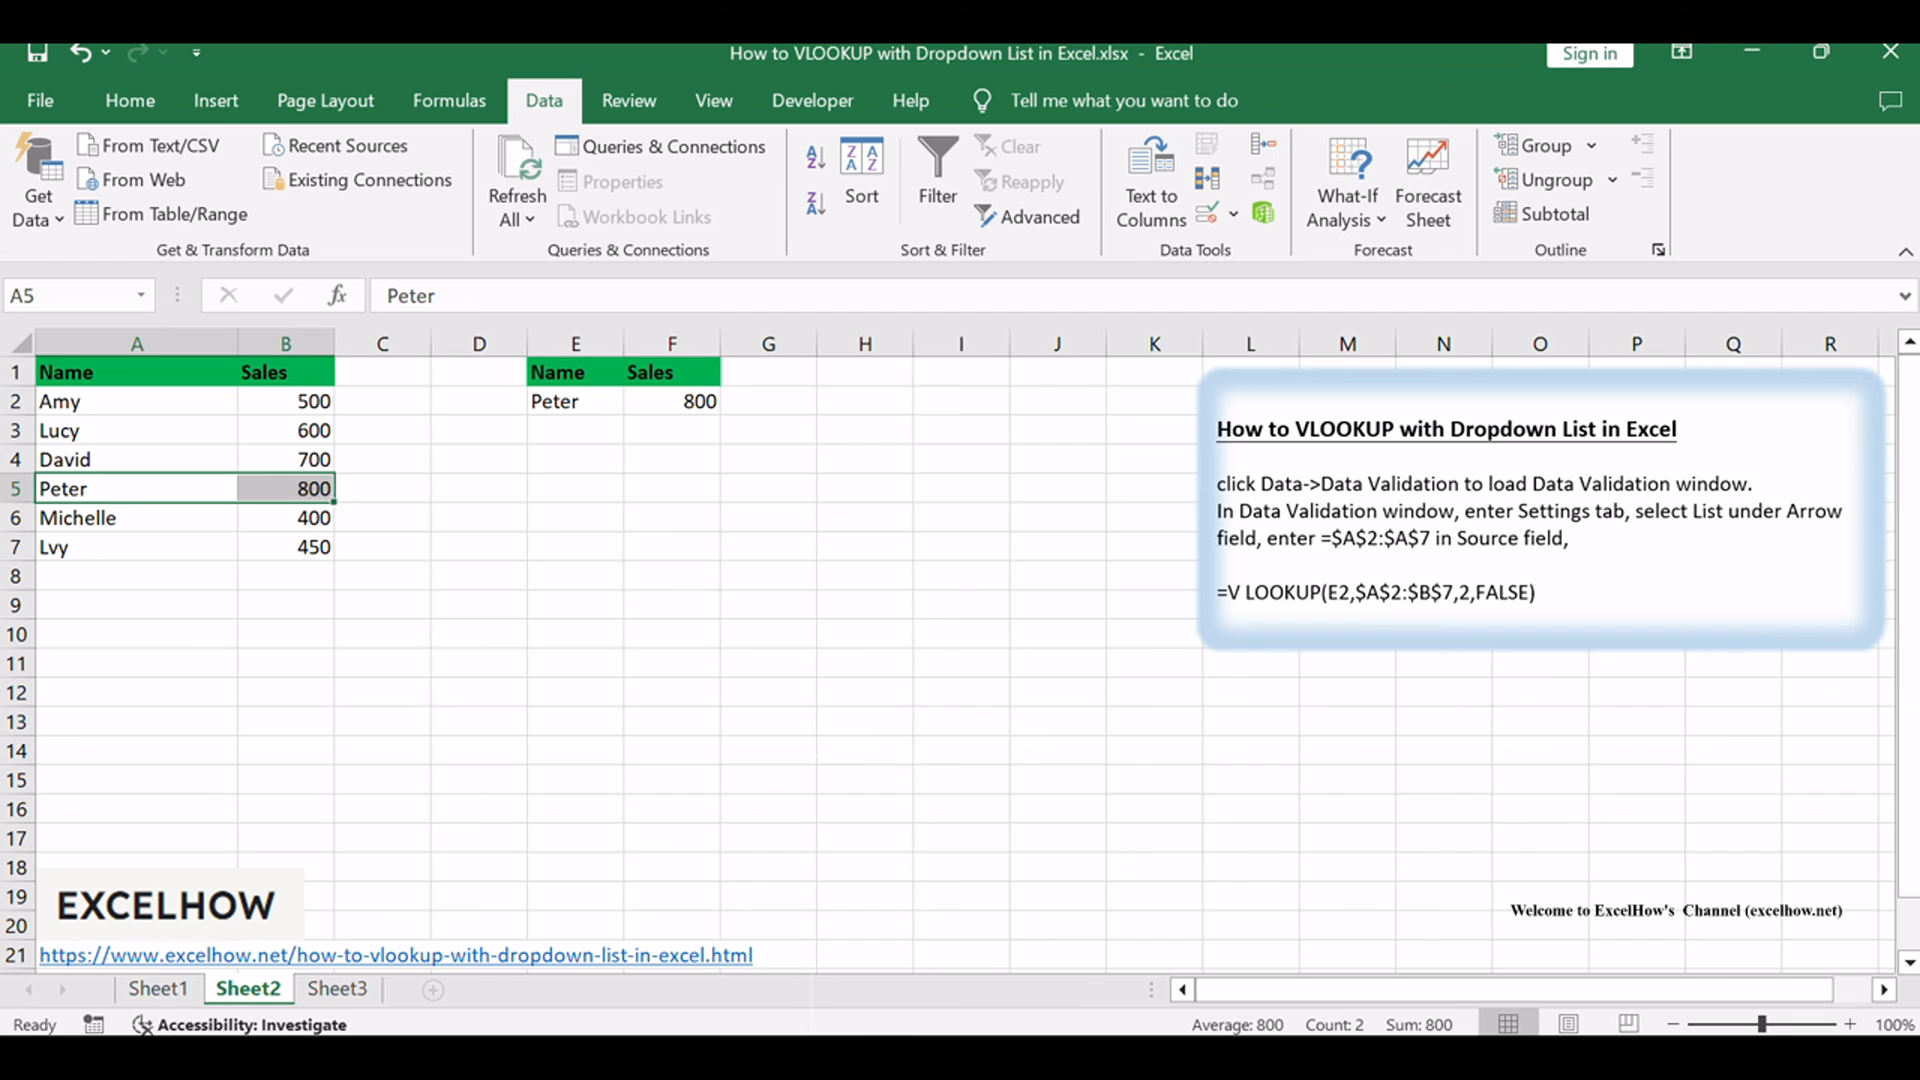 How to VLOOKUP with Dropdown List in Excel.xlsx - Excel
Sign in
File Home Insert Page Layout Formulas Data Review View Developer Help Tell me what you want to do
Get Data
From Text/CSV
From Web
From Table/Range
Recent Sources
Existing Connections
Get & Transform Data
Refresh All
Queries & Connections
Properties
Workbook Links
Queries & Connections
Sort
Filter
Clear
Reapply
Advanced
Sort & Filter
Text to Columns
Data Tools
What-If Analysis
Forecast Sheet
Forecast
Group
Ungroup
Subtotal
Outline
A5 fx Peter
A B C D E F G H I J K L M N O P Q R
1 Name Sales Name Sales
2 Amy 500 Peter 800
3 Lucy 600
4 David 700
5 Peter 800
6 Michelle 400
7 Lvy 450
8
9
10
11
12
13
14
15
16
17
18
19
20
21 https://www.excelhow.net/how-to-vlookup-with-dropdown-list-in-excel.html
How to VLOOKUP with Dropdown List in Excel
click Data->Data Validation to load Data Validation window.
In Data Validation window, enter Settings tab, select List under Arrow
field, enter =$A$2:$A$7 in Source field,
=V LOOKUP(E2,$A$2:$B$7,2,FALSE)
EXCELHOW
Welcome to ExcelHow's Channel (excelhow.net)
Sheet1 Sheet2 Sheet3
Ready Accessibility: Investigate Average: 800 Count: 2 Sum: 800 100%